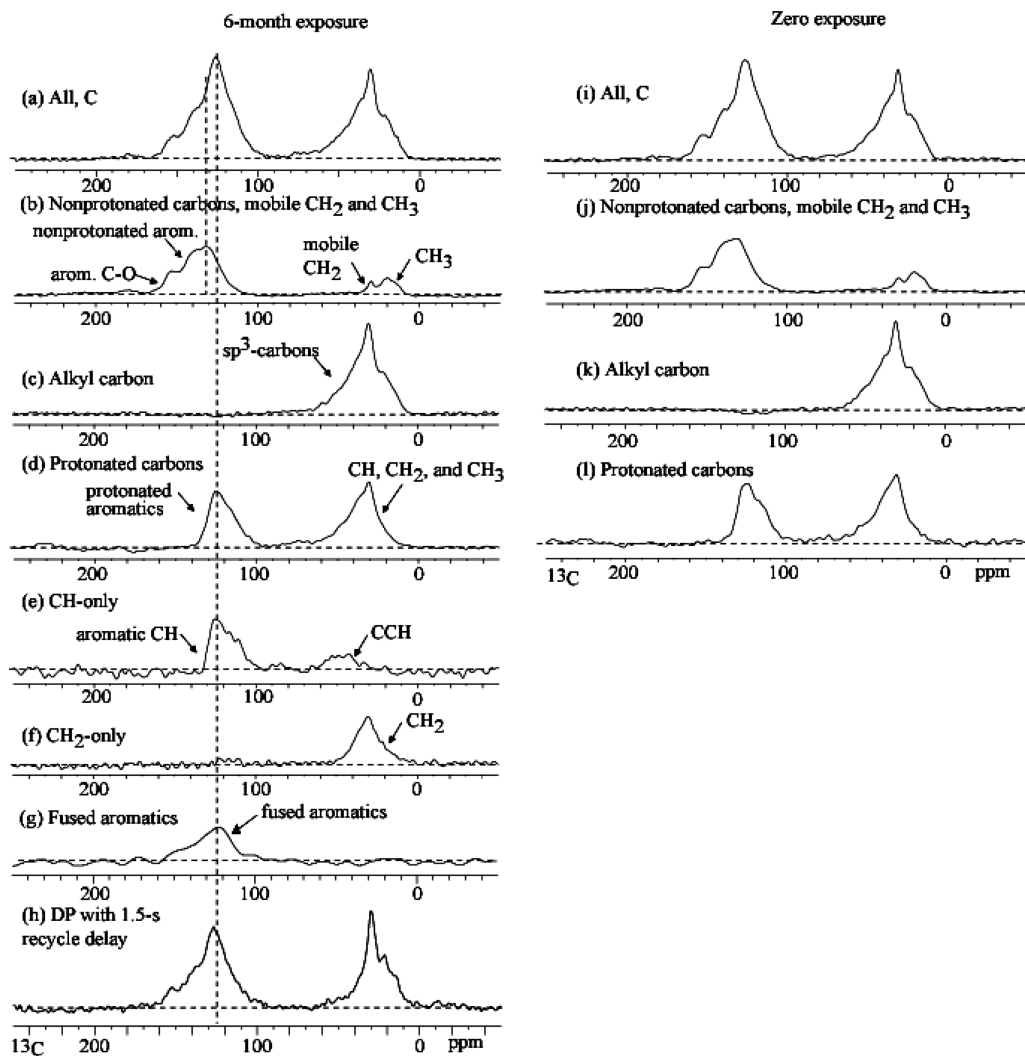 6-month exposure
(a) All, C
200 100 0
(b) Nonprotonated carbons, mobile CH2 and CH3
nonprotonated arom.
arom. C-O
mobile
CH2
CH3
200 100 0
sp3-carbons
(c) Alkyl carbon
200 100 0
(d) Protonated carbons
protonated
aromatics
CH, CH2, and CH3
200 100 0
(e) CH-only
aromatic CH
CCH
200 100 0
(f) CH2-only
CH2
200 100 0
(g) Fused aromatics
fused aromatics
200 100 0
(h) DP with 1.5-s
recycle delay
13C 200 100 0 ppm
Zero exposure
(i) All, C
200 100 0
(j) Nonprotonated carbons, mobile CH2 and CH3
200 100 0
(k) Alkyl carbon
200 100 0
(l) Protonated carbons
13C 200 100 0 ppm